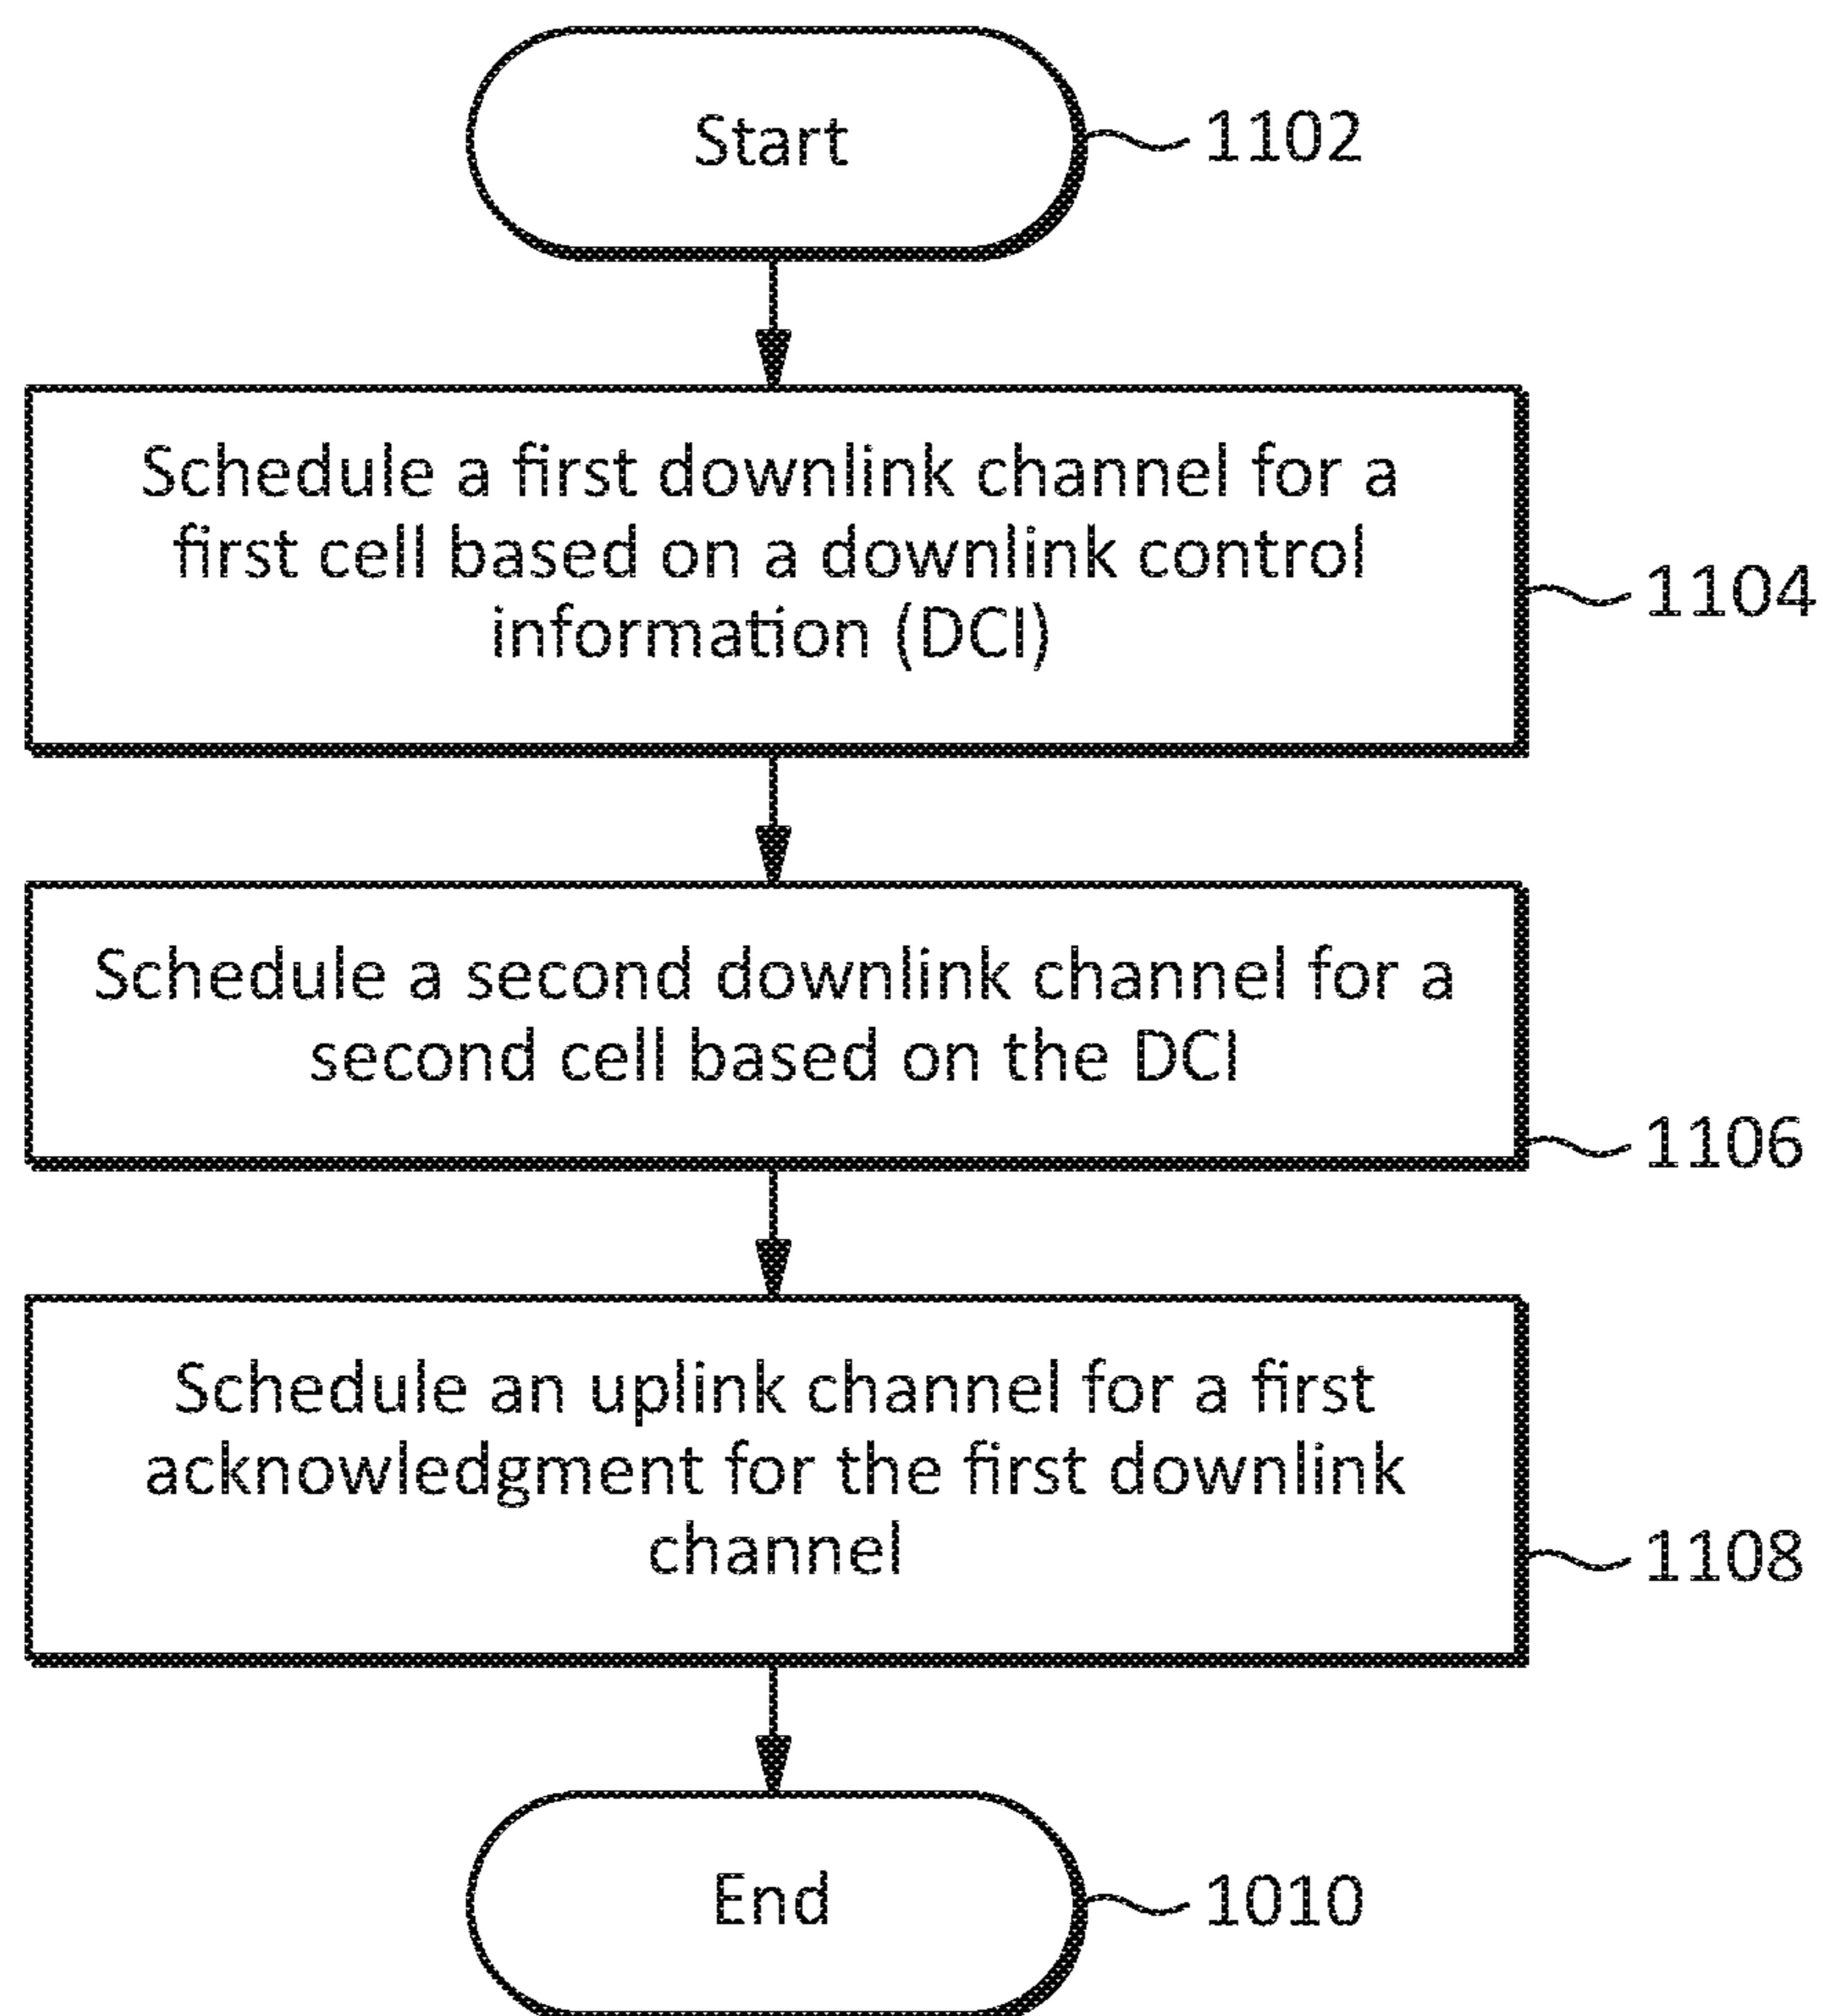 Start
1102
Schedule a first downlink channel for a
first cell based on a downlink control
information (DCI)
1104
Schedule a second downlink channel for a
second cell based on the DCI
1106
Schedule an uplink channel for a first
acknowledgment for the first downlink
channel
1108
End
1010